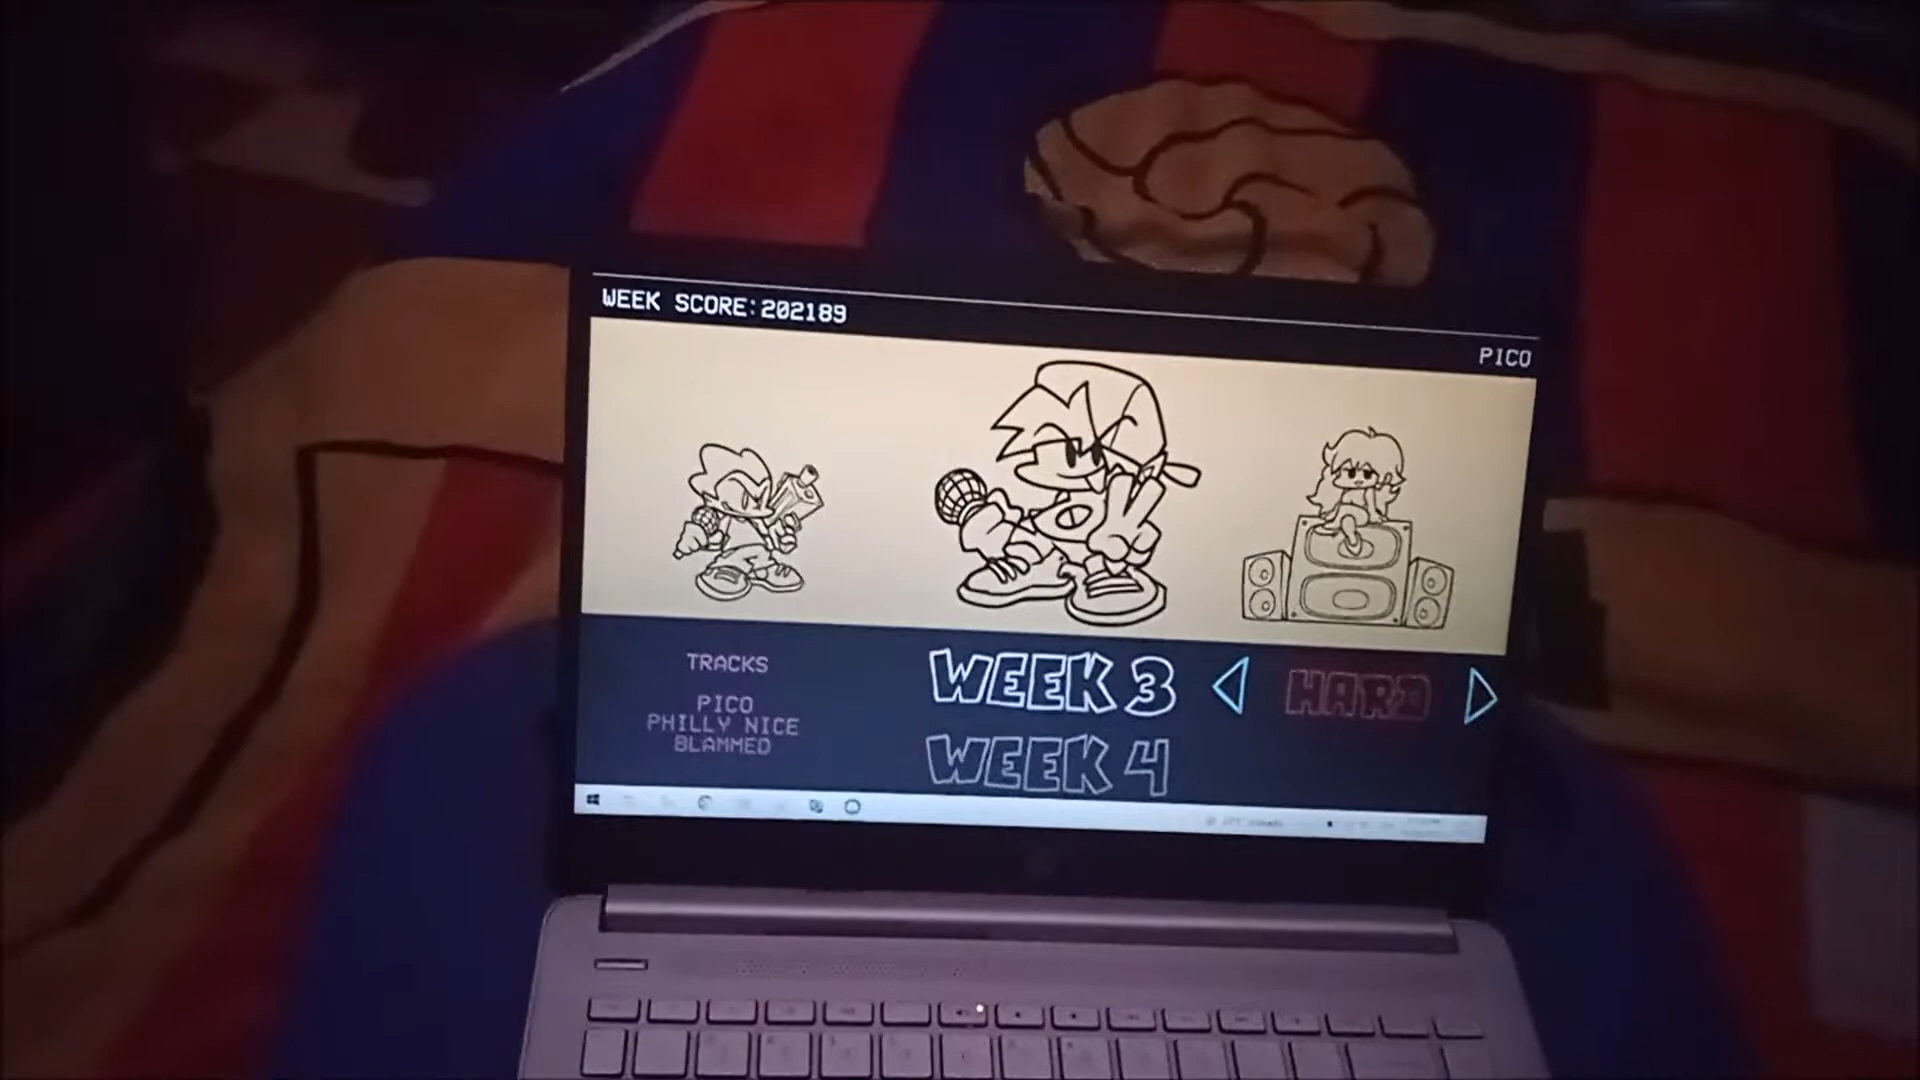 WEEK SCORE:202189
PICO
TRACKS
PICO
PHILLY NICE
BLAMMED
WEEK 3
HARD
WEEK 4